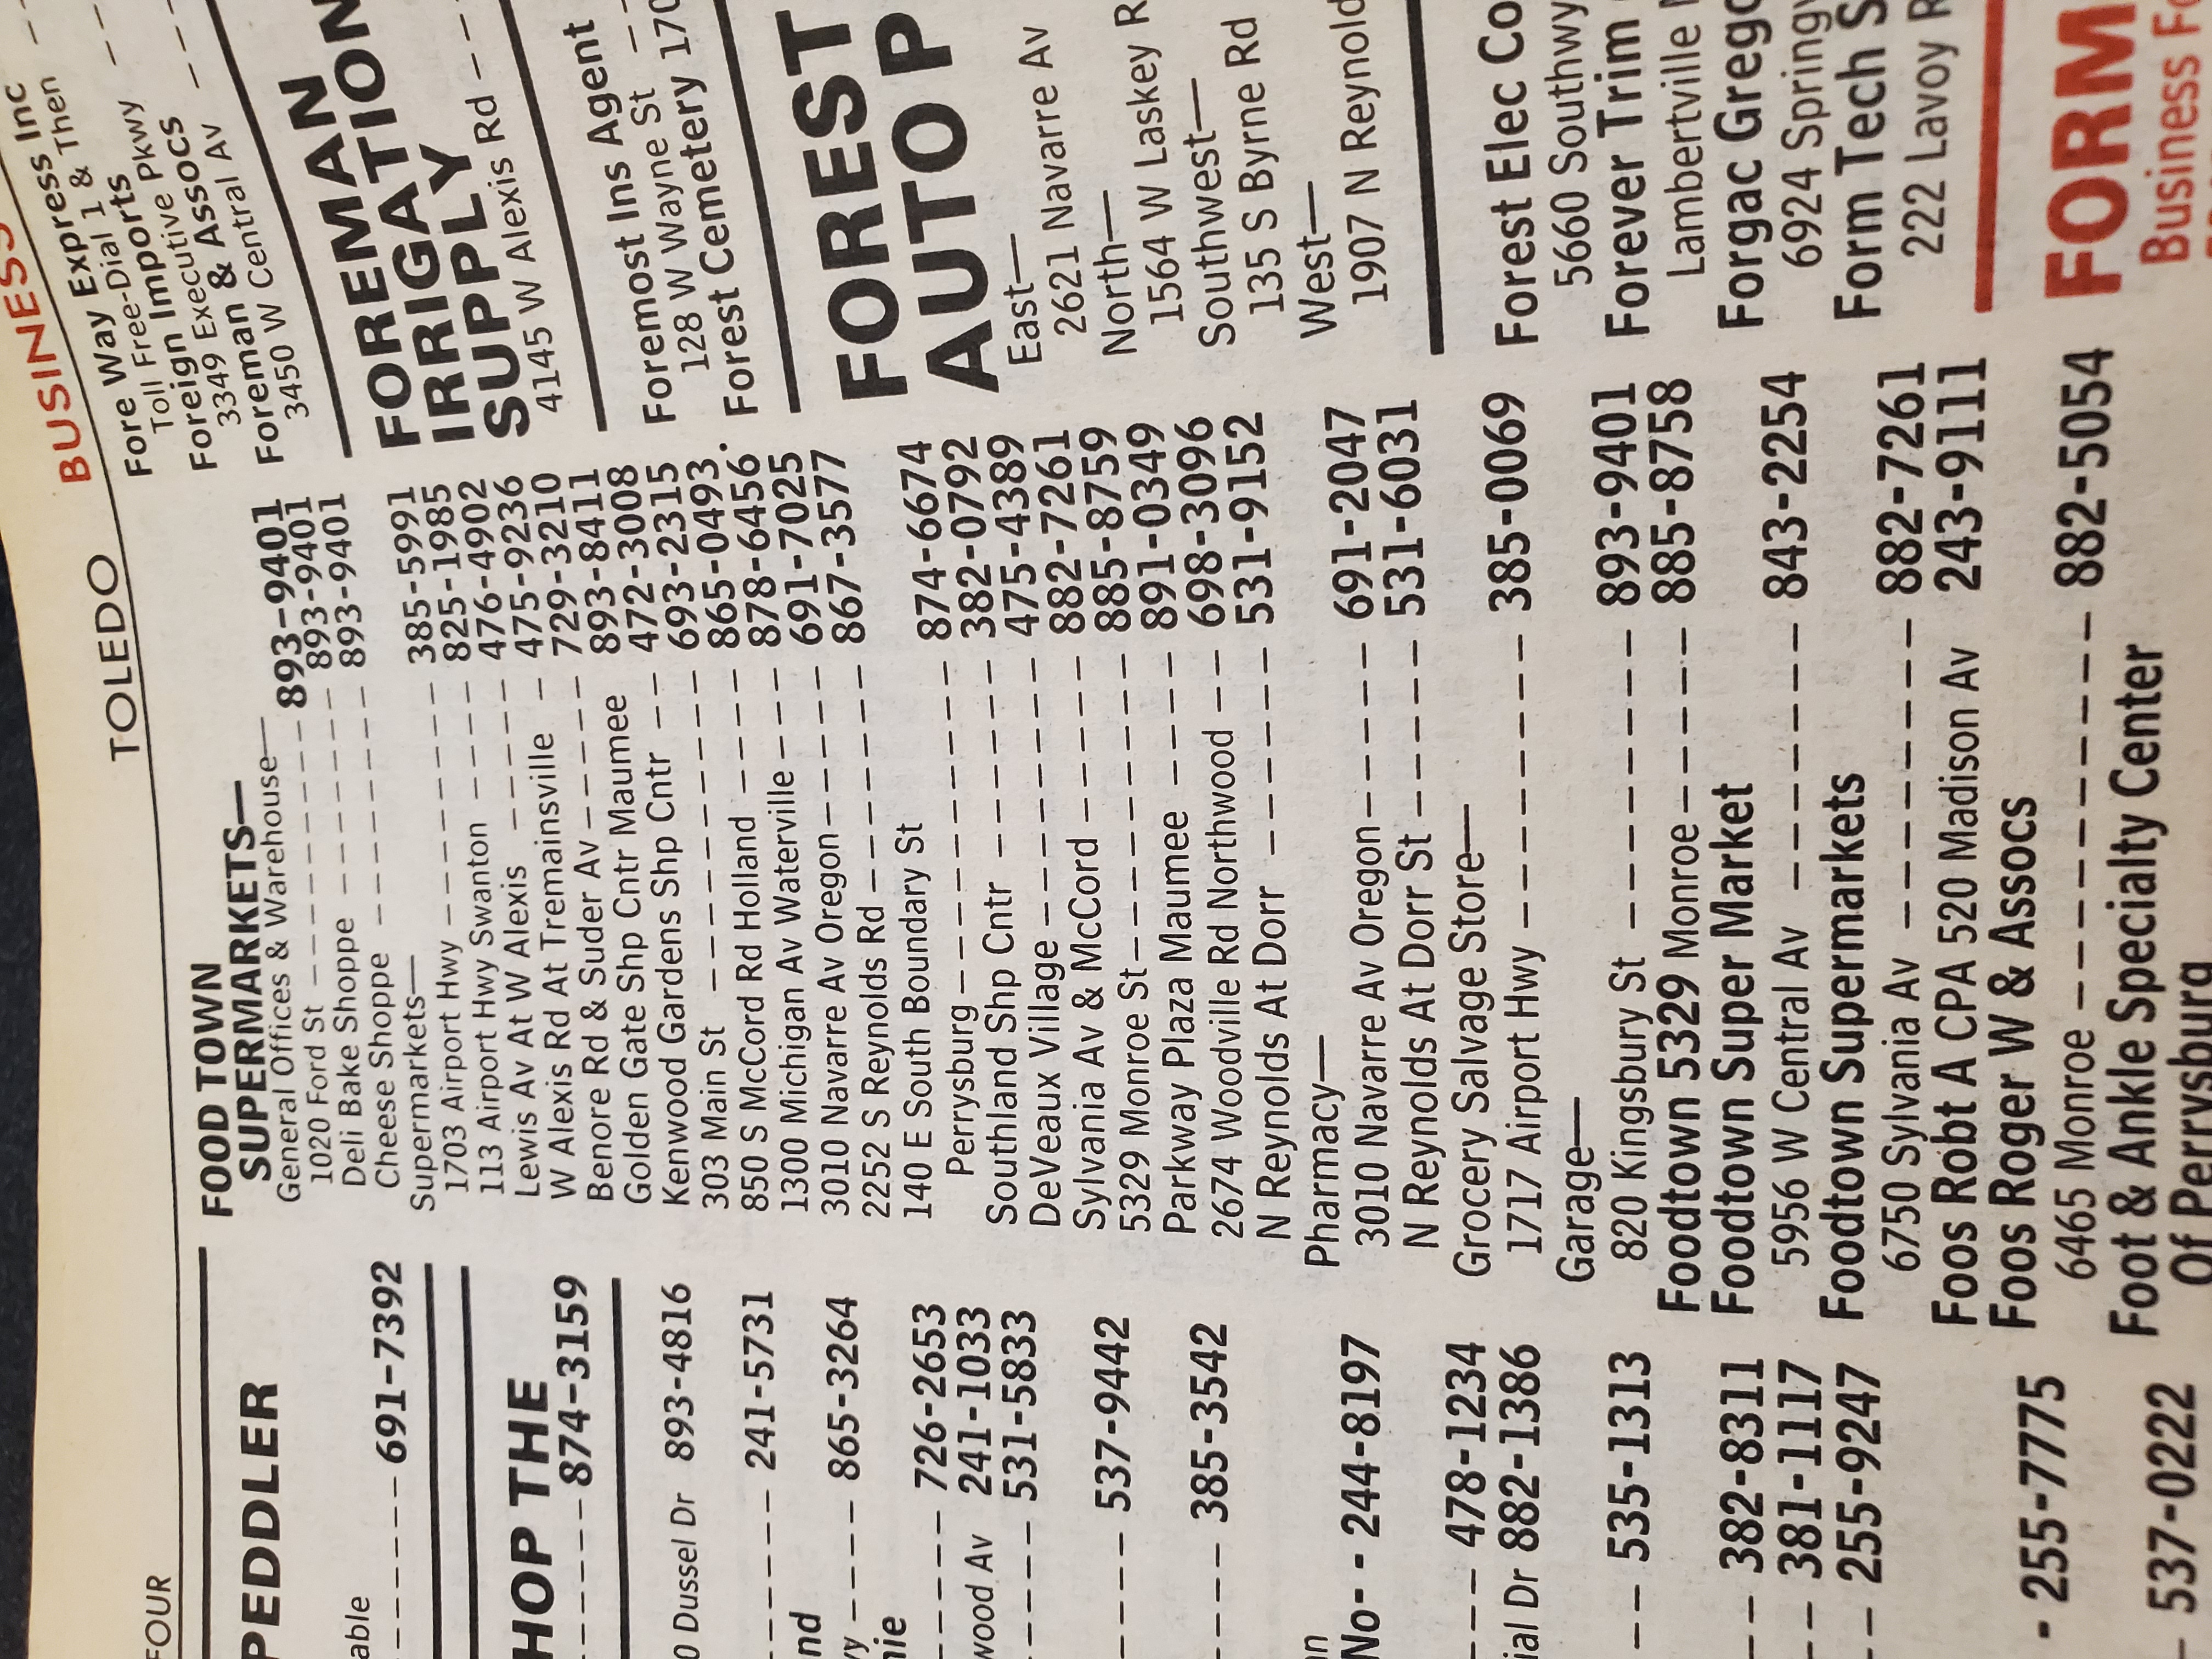 FOUR
TOLEDO
BUSINESS
PEDDLER
able
------ 691-7392
HOP THE
------ 874-3159
0 Dussel Dr 893-4816
------ 241-5731
nd
----- 865-3264
nie
------ 726-2653
wood Av 241-1033
------ 531-5833
----- 537-9442
----- 385-3542
No-- 244-8197
--- 478-1234
ial Dr 882-1386
-- 535-1313
-- 382-8311
-- 381-1117
-- 255-9247
- 255-7775
- 537-0222
FOOD TOWN
SUPERMARKETS—
General Offices & Warehouse—
1020 Ford St -------- 893-9401
Deli Bake Shoppe ------- 893-9401
Cheese Shoppe -------- 893-9401
Supermarkets—
1703 Airport Hwy -------- 385-5991
113 Airport Hwy Swanton ---- 825-1985
Lewis Av At W Alexis ------ 476-4902
W Alexis Rd At Tremainsville - 475-9236
Benore Rd & Suder Av ----- 729-3210
Golden Gate Shp Cntr Maumee 893-8411
Kenwood Gardens Shp Cntr -- 472-3008
303 Main St --------- 693-2315
850 S McCord Rd Holland ---- 865-0493
1300 Michigan Av Waterville --- 878-6456
3010 Navarre Av Oregon ----- 691-7025
2252 S Reynolds Rd ------- 867-3577
140 E South Boundary St
Perrysburg ---------- 874-6674
Southland Shp Cntr ------ 382-0792
DeVeaux Village -------- 475-4389
Sylvania Av & McCord ----- 882-7261
5329 Monroe St -------- 885-8759
Parkway Plaza Maumee ---- 891-0349
2674 Woodville Rd Northwood -- 698-3096
N Reynolds At Dorr ------ 531-9152
Pharmacy—
3010 Navarre Av Oregon ----- 691-2047
N Reynolds At Dorr St ----- 531-6031
Grocery Salvage Store—
1717 Airport Hwy -------- 385-0069
Garage—
820 Kingsbury St -------- 893-9401
Foodtown 5329 Monroe ----- 885-8758
Foodtown Super Market
5956 W Central Av ------- 843-2254
Foodtown Supermarkets
6750 Sylvania Av -------- 882-7261
Foos Robt A CPA 520 Madison Av 243-9111
Foos Roger W & Assocs
6465 Monroe ---------- 882-5054
Foot & Ankle Specialty Center
Of Perrysburg
Fore Way Express Inc
Toll Free-Dial 1 & Then
Foreign Imports
3349 Executive Pkwy ---
Foreman & Assocs
3450 W Central Av ---
FOREMAN
IRRIGATION
SUPPLY
4145 W Alexis Rd ---
Foremost Ins Agent
128 W Wayne St --
Forest Cemetery 170
FOREST
AUTO P
East—
2621 Navarre Av
North—
1564 W Laskey R
Southwest—
135 S Byrne Rd
West—
1907 N Reynold
Forest Elec Co
5660 Southwy
Forever Trim
Lambertville
Forgac Grego
6924 Spring
Form Tech S
222 Lavoy R
FORM
Business Fo